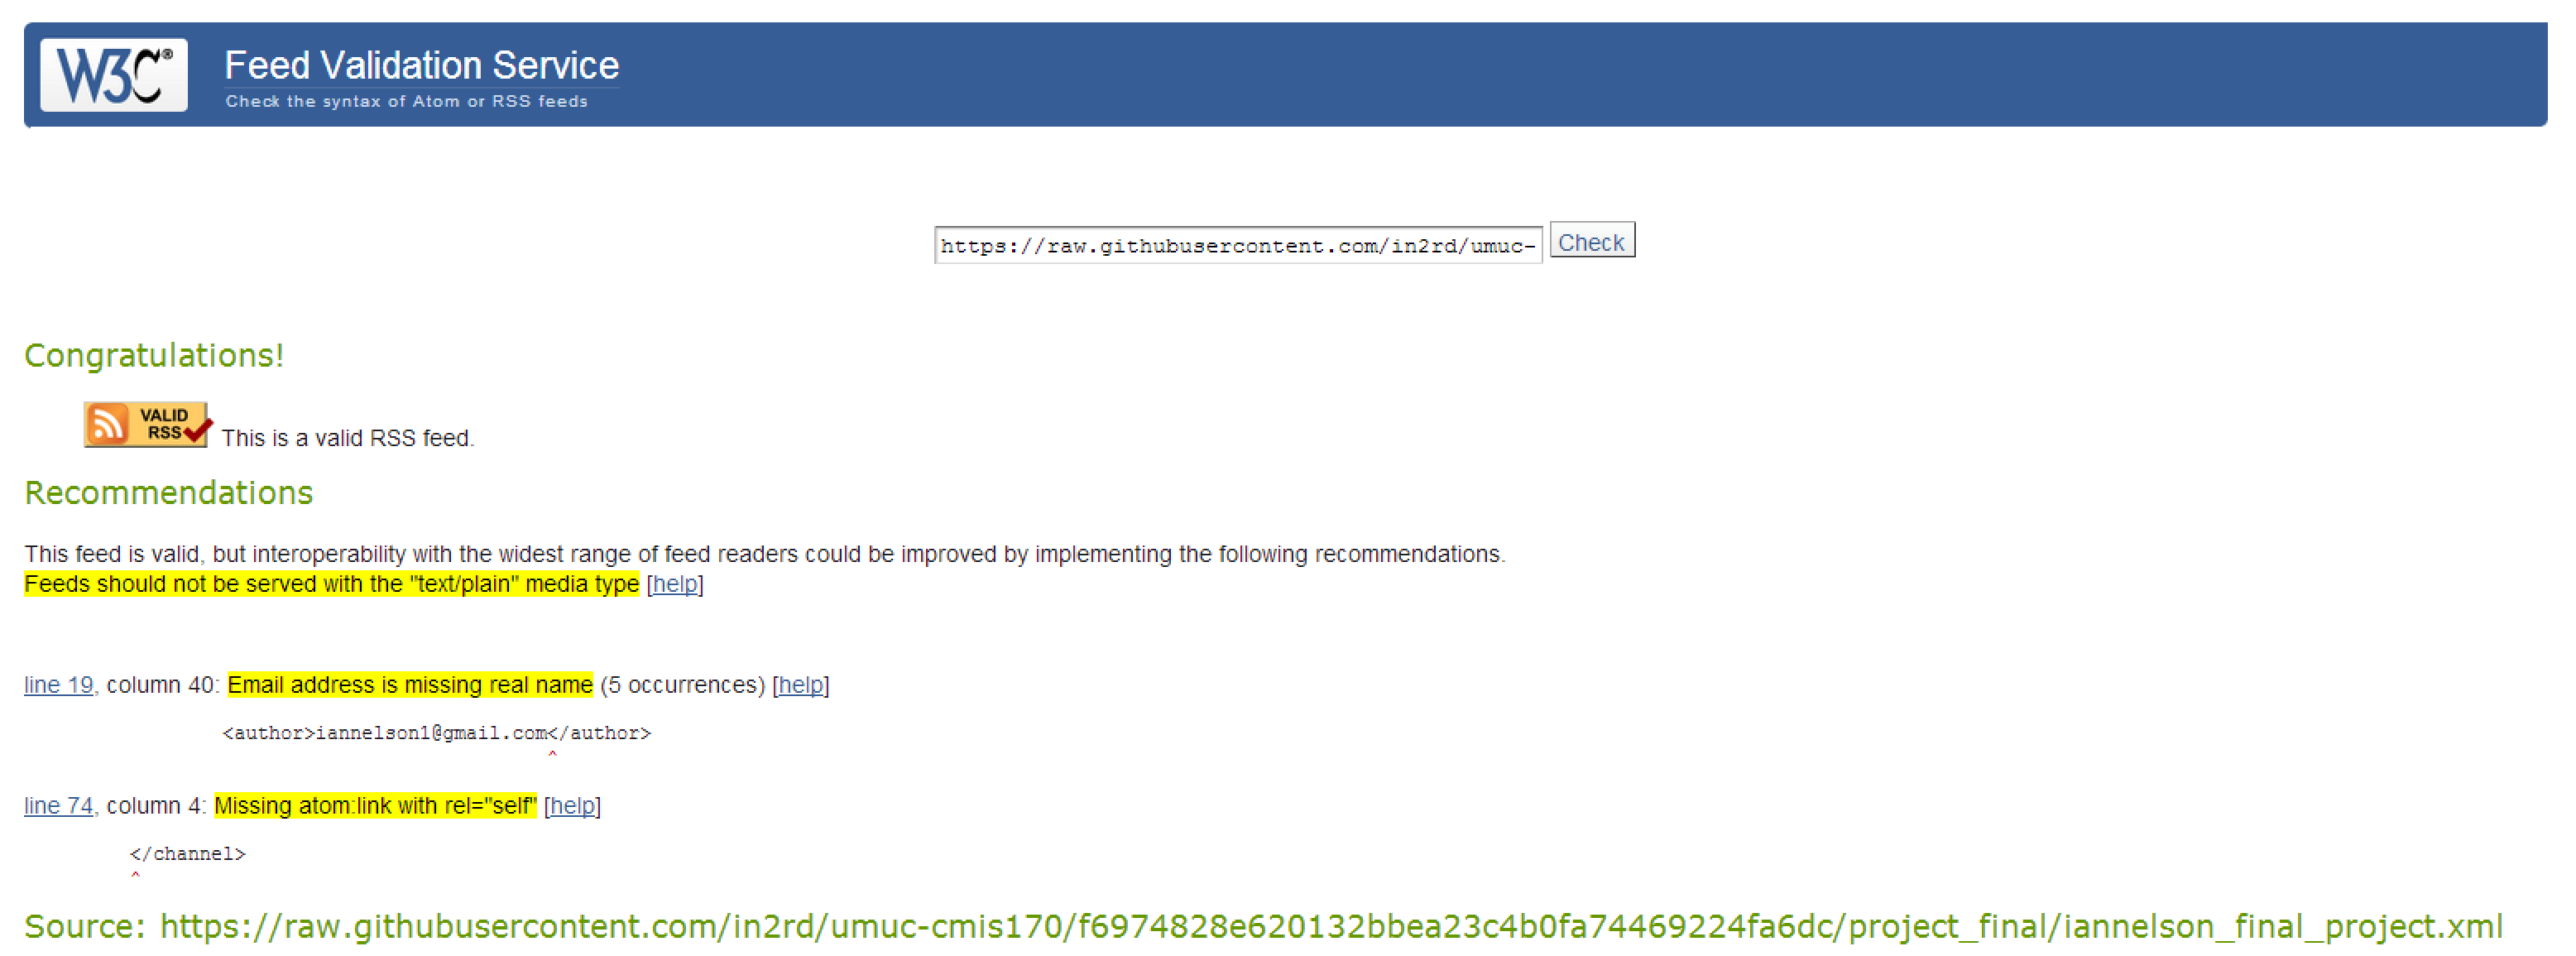 W3C®
Feed Validation Service
Check the syntax of Atom or RSS feeds
https://raw.githubusercontent.com/in2rd/umuc- Check
Congratulations!
VALID
RSS
This is a valid RSS feed.
Recommendations
This feed is valid, but interoperability with the widest range of feed readers could be improved by implementing the following recommendations.
Feeds should not be served with the "text/plain" media type [help]
line 19, column 40: Email address is missing real name (5 occurrences) [help]
<author>iannelson1@gmail.com</author>
^
line 74, column 4: Missing atom:link with rel="self" [help]
</channel>
^
Source: https://raw.githubusercontent.com/in2rd/umuc-cmis170/f6974828e620132bbea23c4b0fa74469224fa6dc/project_final/iannelson_final_project.xml